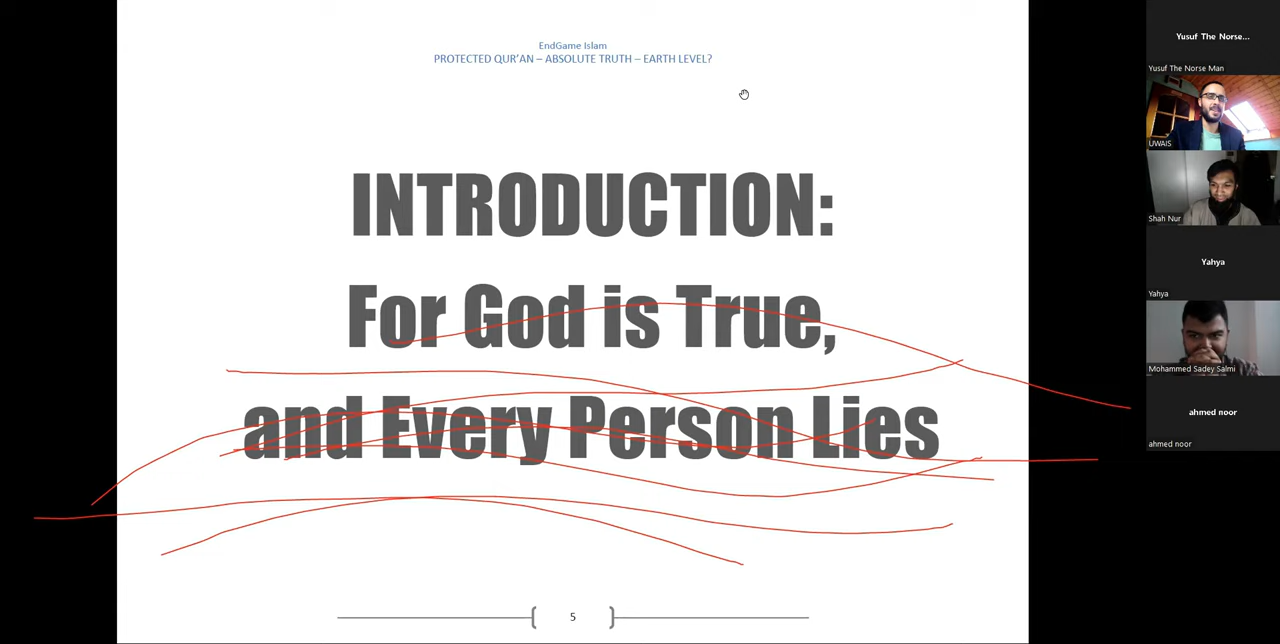 EndGame Islam
PROTECTED QUR’AN – ABSOLUTE TRUTH – EARTH LEVEL?
INTRODUCTION:
For God is True,
and Every Person Lies
5
Yusuf The Norse...
Yusuf The Norse Man
UWAIS
Shah Nur
Yahya
Yahya
Mohammed Sadey Salmi
ahmed noor
ahmed noor